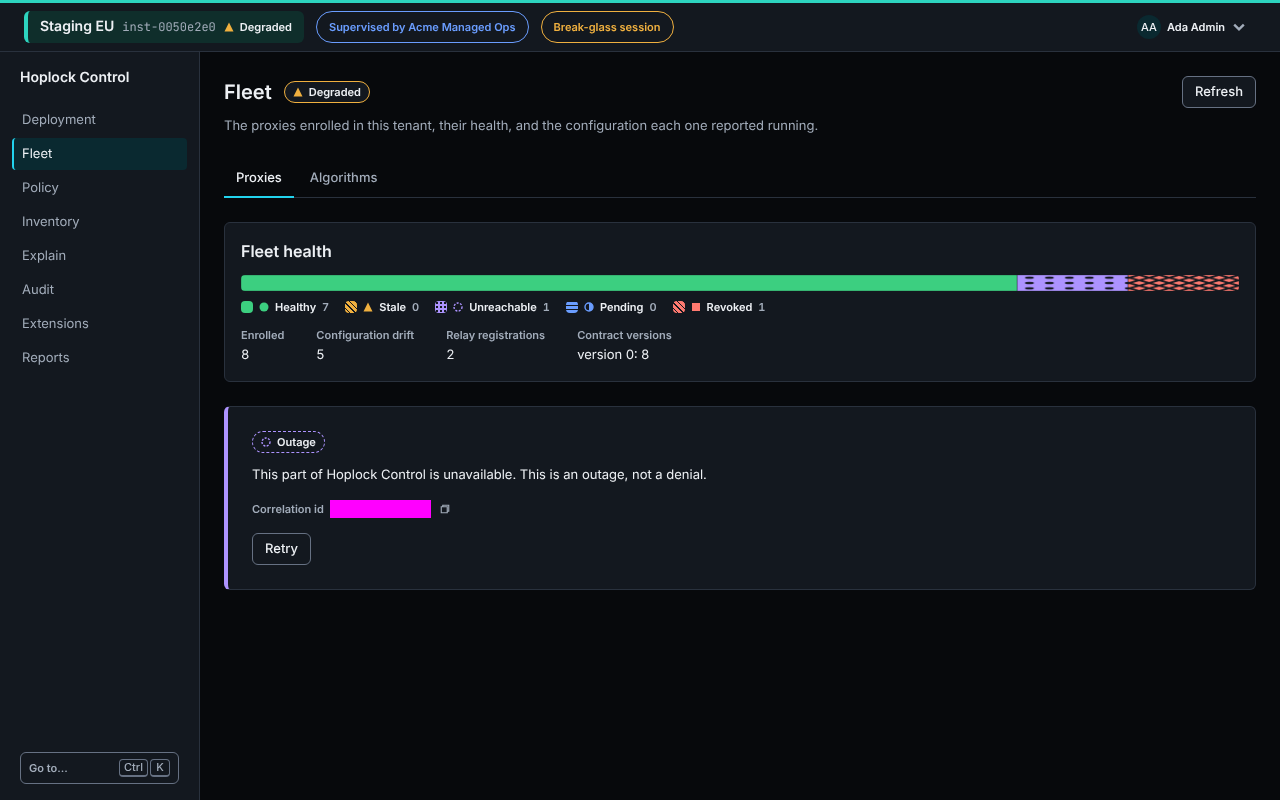 Staging EU inst-0050e2e0 Degraded
Supervised by Acme Managed Ops
Break-glass session
AA Ada Admin
Hoplock Control
Deployment
Fleet
Policy
Inventory
Explain
Audit
Extensions
Reports
Go to...
Ctrl K
Fleet
Degraded
Refresh
The proxies enrolled in this tenant, their health, and the configuration each one reported running.
Proxies
Algorithms
Fleet health
Healthy 7
Stale 0
Unreachable 1
Pending 0
Revoked 1
Enrolled
8
Configuration drift
5
Relay registrations
2
Contract versions
version 0: 8
Outage
This part of Hoplock Control is unavailable. This is an outage, not a denial.
Correlation id
Retry